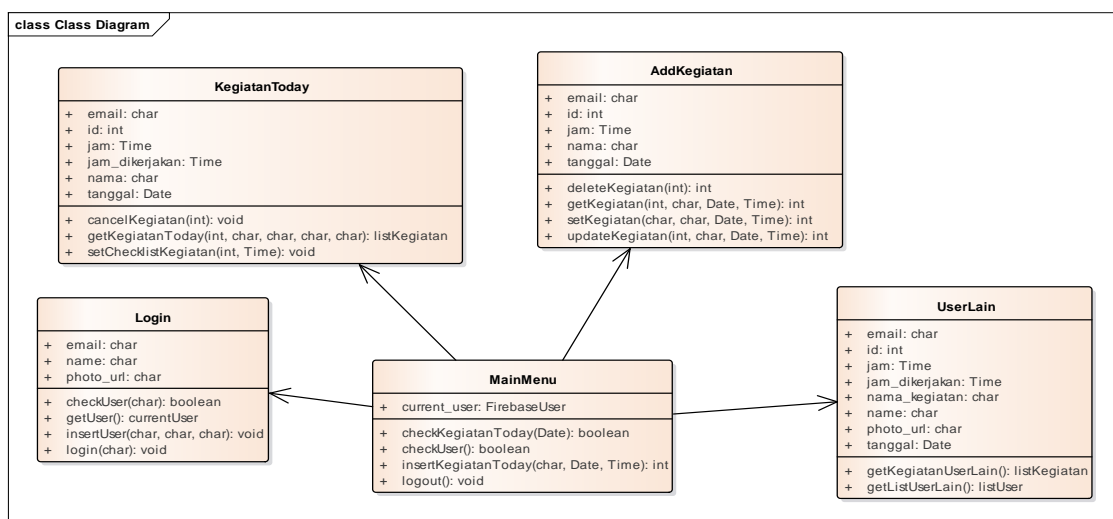 class Class Diagram
KegiatanToday
+ email: char
+ id: int
+ jam: Time
+ jam_dikerjakan: Time
+ nama: char
+ tanggal: Date
+ cancelKegiatan(int): void
+ getKegiatanToday(int, char, char, char, char): listKegiatan
+ setChecklistKegiatan(int, Time): void
AddKegiatan
+ email: char
+ id: int
+ jam: Time
+ nama: char
+ tanggal: Date
+ deleteKegiatan(int): int
+ getKegiatan(int, char, Date, Time): int
+ setKegiatan(char, char, Date, Time): int
+ updateKegiatan(int, char, Date, Time): int
Login
+ email: char
+ name: char
+ photo_url: char
+ checkUser(char): boolean
+ getUser(): currentUser
+ insertUser(char, char, char): void
+ login(char): void
MainMenu
+ current_user: FirebaseUser
+ checkKegiatanToday(Date): boolean
+ checkUser(): boolean
+ insertKegiatanToday(char, Date, Time): int
+ logout(): void
UserLain
+ email: char
+ id: int
+ jam: Time
+ jam_dikerjakan: Time
+ nama_kegiatan: char
+ name: char
+ photo_url: char
+ tanggal: Date
+ getKegiatanUserLain(): listKegiatan
+ getListUserLain(): listUser